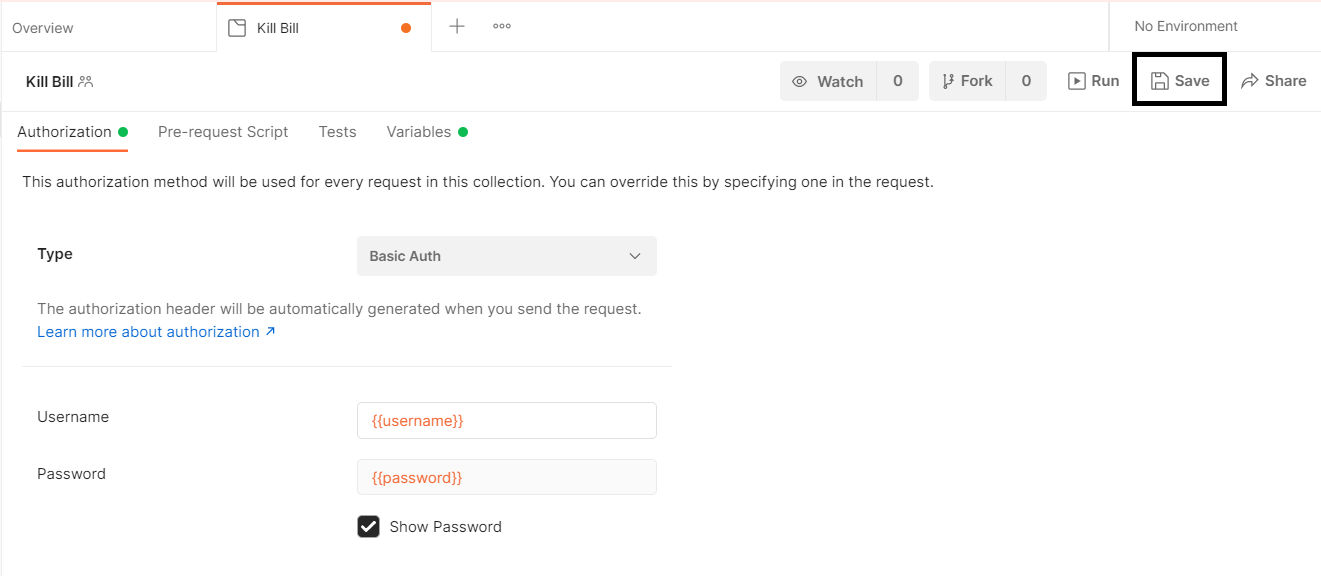 Overview
Kill Bill
No Environment
Kill Bill
Watch 0
Fork 0
Run
Save
Share
Authorization
Pre-request Script
Tests
Variables
This authorization method will be used for every request in this collection. You can override this by specifying one in the request.
Type
Basic Auth
The authorization header will be automatically generated when you send the request.
Learn more about authorization ↗
Username
{{username}}
Password
{{password}}
Show Password